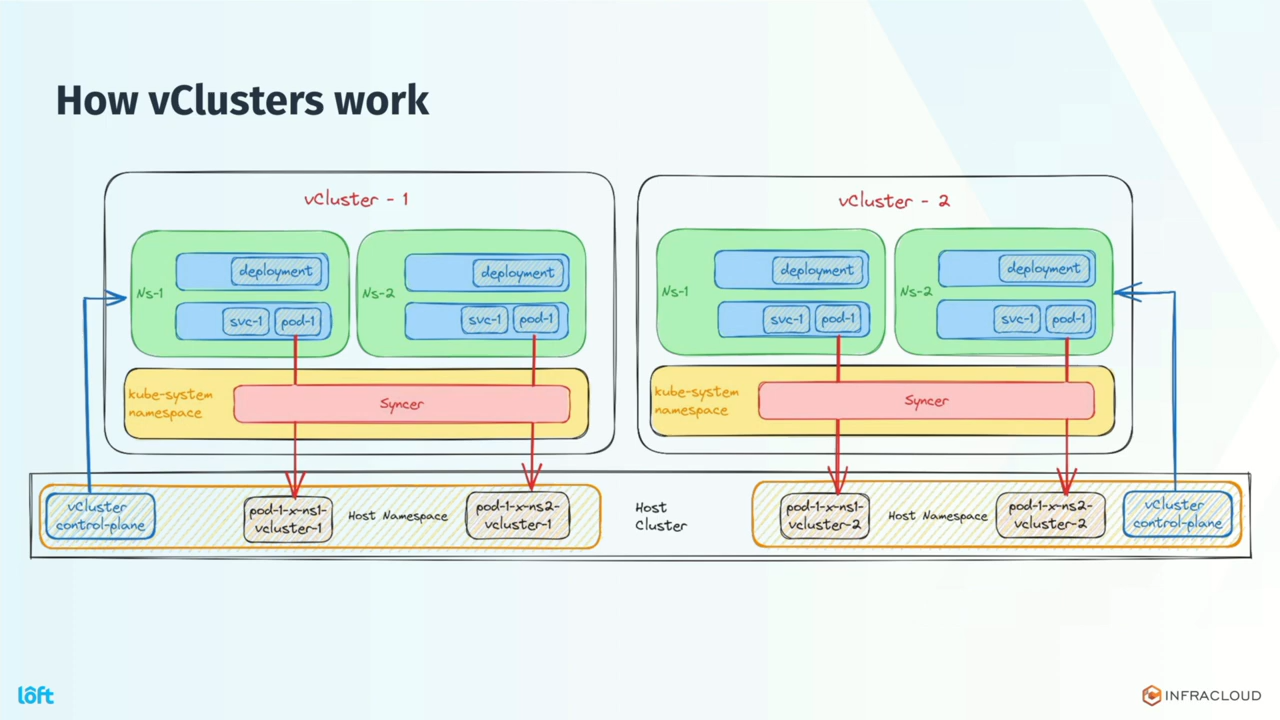 How vClusters work
vCluster - 1
Ns-1
deployment
svc-1 pod-1
Ns-2
deployment
svc-1 pod-1
kube-system
namespace
Syncer
vCluster - 2
Ns-1
deployment
svc-1 pod-1
Ns-2
deployment
svc-1 pod-1
kube-system
namespace
Syncer
vCluster
control-plane
pod-1-x-ns1-
vcluster-1
Host Namespace
pod-1-x-ns2-
vcluster-1
Host
Cluster
pod-1-x-ns1-
vcluster-2
Host Namespace
pod-1-x-ns2-
vcluster-2
vCluster
control-plane
lôft
INFRACLOUD